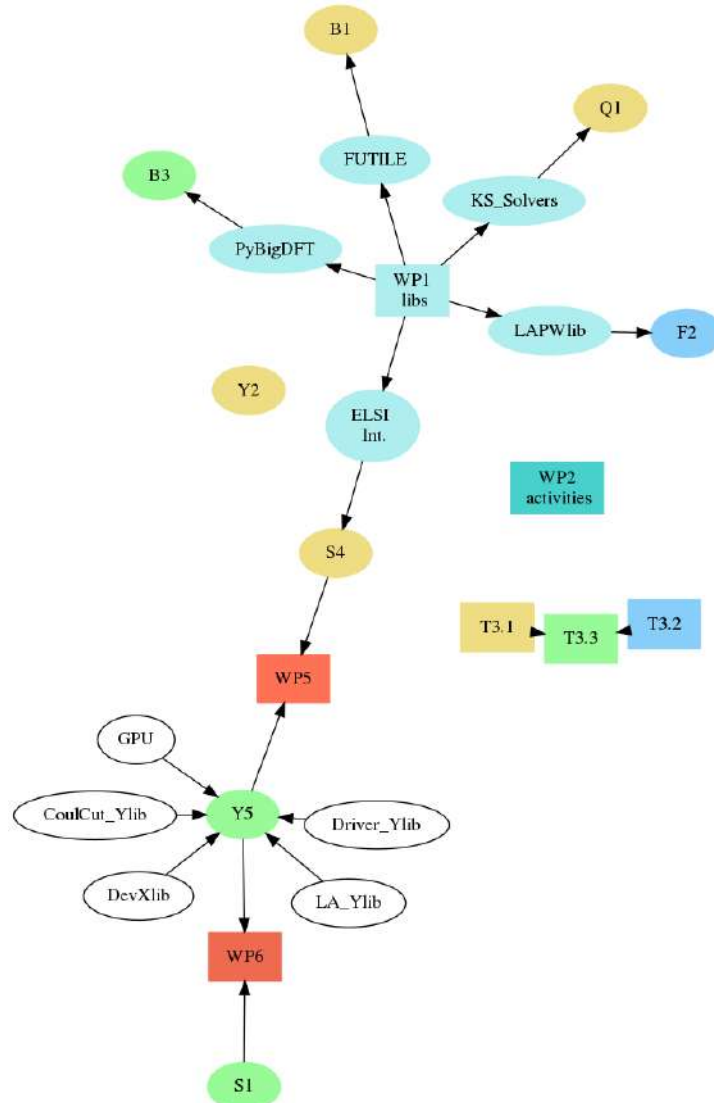 B1
Q1
FUTILE
B3
KS_Solvers
PyBigDFT
WP1
libs
LAPWlib
F2
Y2
ELSI
Int.
WP2
activities
S4
T3.1
T3.3
T3.2
WP5
GPU
CoulCut_Ylib
Y5
Driver_Ylib
DevXlib
LA_Ylib
WP6
S1